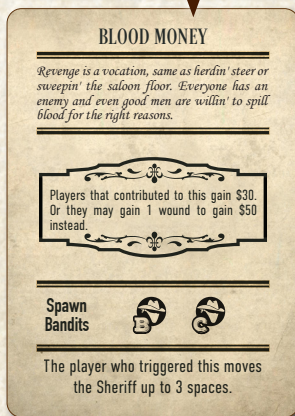 BLOOD MONEY
Revenge is a vocation, same as herdin' steer or
sweepin' the saloon floor. Everyone has an
enemy and even good men are willin' to spill
blood for the right reasons.
Players that contributed to this gain $30.
Or they may gain 1 wound to gain $50
instead.
Spawn
Bandits
B
C
The player who triggered this moves
the Sheriff up to 3 spaces.